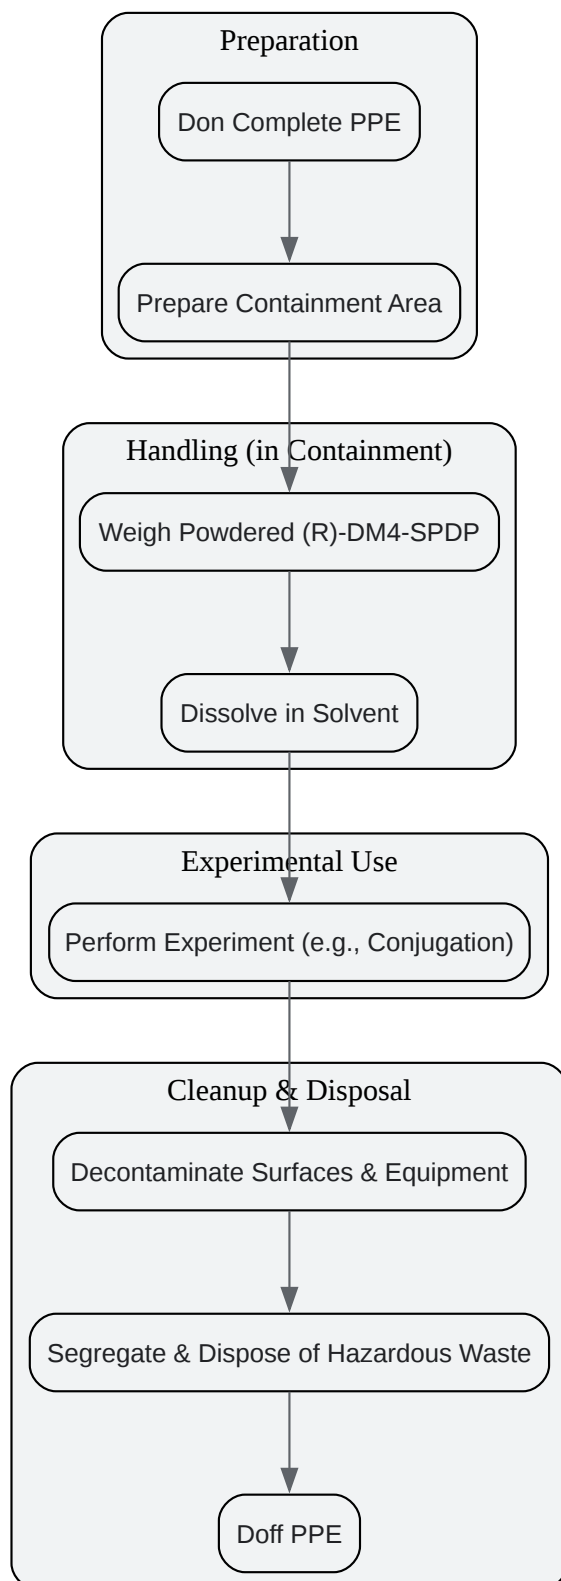 Preparation
Don Complete PPE
Prepare Containment Area
Handling (in Containment)
Weigh Powdered (R)-DM4-SPDP
Dissolve in Solvent
Experimental Use
Perform Experiment (e.g., Conjugation)
Cleanup & Disposal
Decontaminate Surfaces & Equipment
Segregate & Dispose of Hazardous Waste
Doff PPE